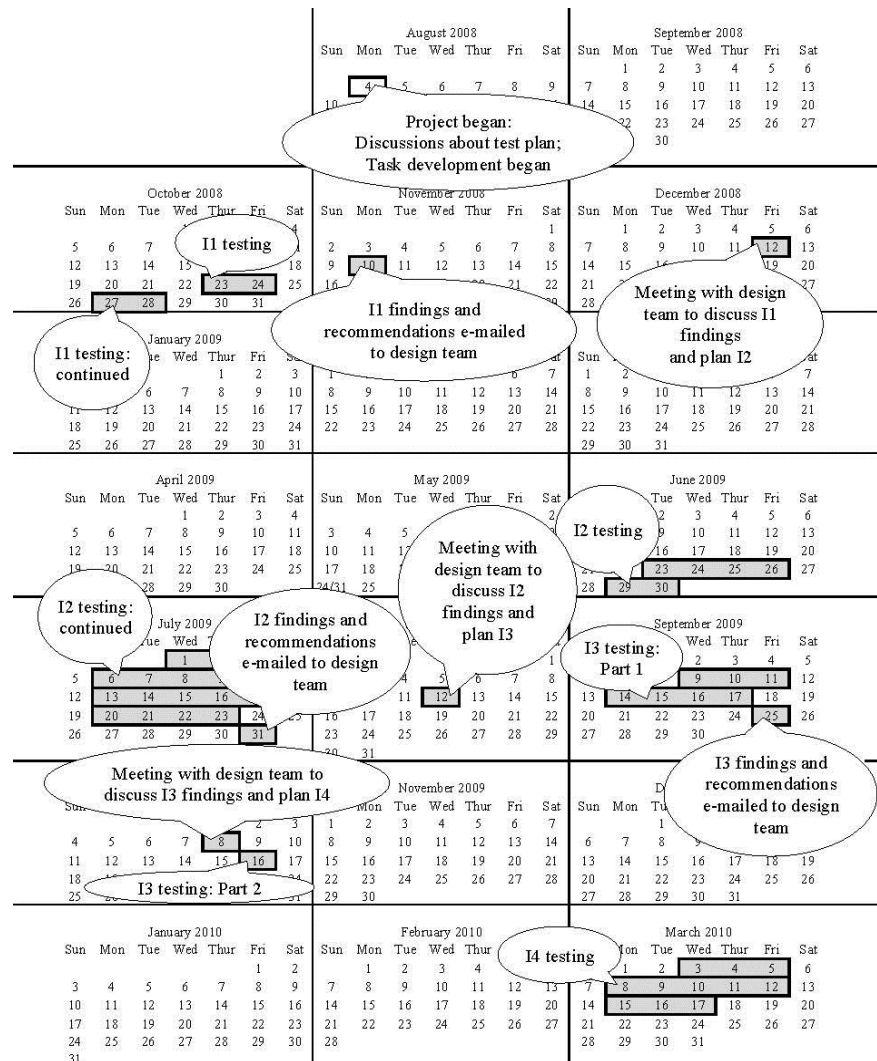 August 2008
Sun Mon Tue Wed Thur Fri Sat
4 5 6 7 8 9
10
Project began:
Discussions about test plan;
Task development began
September 2008
Sun Mon Tue Wed Thur Fri Sat
1 2 3 4 5 6
7 8 9 10 11 12 13
14 15 16 17 18 19 20
22 23 24 25 26 27
30
October 2008
Sun Mon Tue Wed Thur Fri Sat
4
5 6 7
12 13 14 15 18
19 20 21 22 23 24 25
26 27 28 29 30 31
I1 testing
I1 testing:
continued
November 2008
Sun Mon Tue Wed Thur Fri Sat
1
2 3 4 5 6 7 8
9 10 11 12 13 14 15
16 20 21 22
29
I1 findings and
recommendations e-mailed
to design team
December 2008
Sun Mon Tue Wed Thur Fri Sat
1 2 3 4 5 6
7 8 9 10 11 12 13
14 15 16 19 20
28
Meeting with design
team to discuss I1
findings
and plan I2
January 2009
Wed Thur Fri Sat
1 2 3
6 7 8 9 10
11 12 13 14 15 16 17
18 19 20 21 22 23 24
25 26 27 28 29 30 31
6 7
8 9 10 11 12 13 14
15 16 17 18 19 20 21
22 23 24 25 26 27 28
1 2 7
8 9 10 11 12 13 14
15 16 17 18 19 20 21
22 23 24 25 26 27 28
29 30 31
April 2009
Sun Mon Tue Wed Thur Fri Sat
1 2 3 4
5 6 7 8 9 10 11
12 13 14 15 16 17 18
19 20 21 22 23 24 25
28 29 30
May 2009
Sun Mon Tue Wed Thur Fri Sat
2
3 4 5
10 11 12
17 18
24/31 25
Meeting with
design team to
discuss I2
findings and
plan I3
June 2009
Tue Wed Thur Fri Sat
2 3 4 5 6
9 10 11 12 13
16 17 18 19 20
23 24 25 26 27
28 29 30
I2 testing
I2 testing:
continued
July 2009
Tue Wed
1
5 6 7 8
12 13 14 15 16
19 20 21 22 23 24 25
26 27 28 29 30 31
I2 findings and
recommendations
e-mailed to design
team
Fri Sat
1
4 5 6 7 8
11 12 13 14 15
16 17 18 19 20 21 22
23 24 25 26 27 28 29
30 31
September 2009
Wed Thur Fri Sat
2 3 4 5
9 10 11 12
13 14 15 16 17 18 19
20 21 22 23 24 25 26
27 28 29 30
I3 testing:
Part 1
I3 findings and
recommendations
e-mailed to design
team
Meeting with design team to
discuss I3 findings and plan I4
Sun
2 3
4 5 6 7 8 9 10
11 12 13 14 15 16 17
18
25 31
I3 testing: Part 2
November 2009
Mon Tue Wed Thur Fri Sat
1 2 3 4 5 6 7
8 9 10 11 12 13 14
15 16 17 18 19 20 21
22 23 24 25 26 27 28
29 30
Sun Mon
6 7 8
13 14 15 16 17 18 19
20 21 22 23 24 25 26
27 28 29 30 31
January 2010
Sun Mon Tue Wed Thur Fri Sat
1 2
3 4 5 6 7 8 9
10 11 12 13 14 15 16
17 18 19 20 21 22 23
24 25 26 27 28 29 30
31
February 2010
Sun Mon Tue Wed Thur
1 2 3 4
7 8 9 10 11 12 13
14 15 16 17 18 19 20
21 22 23 24 25 26 27
28
March 2010
Mon Tue Wed Thur Fri Sat
1 2 3 4 5 6
7 8 9 10 11 12 13
14 15 16 17 18 19 20
21 22 23 24 25 26 27
28 29 30 31
I4 testing